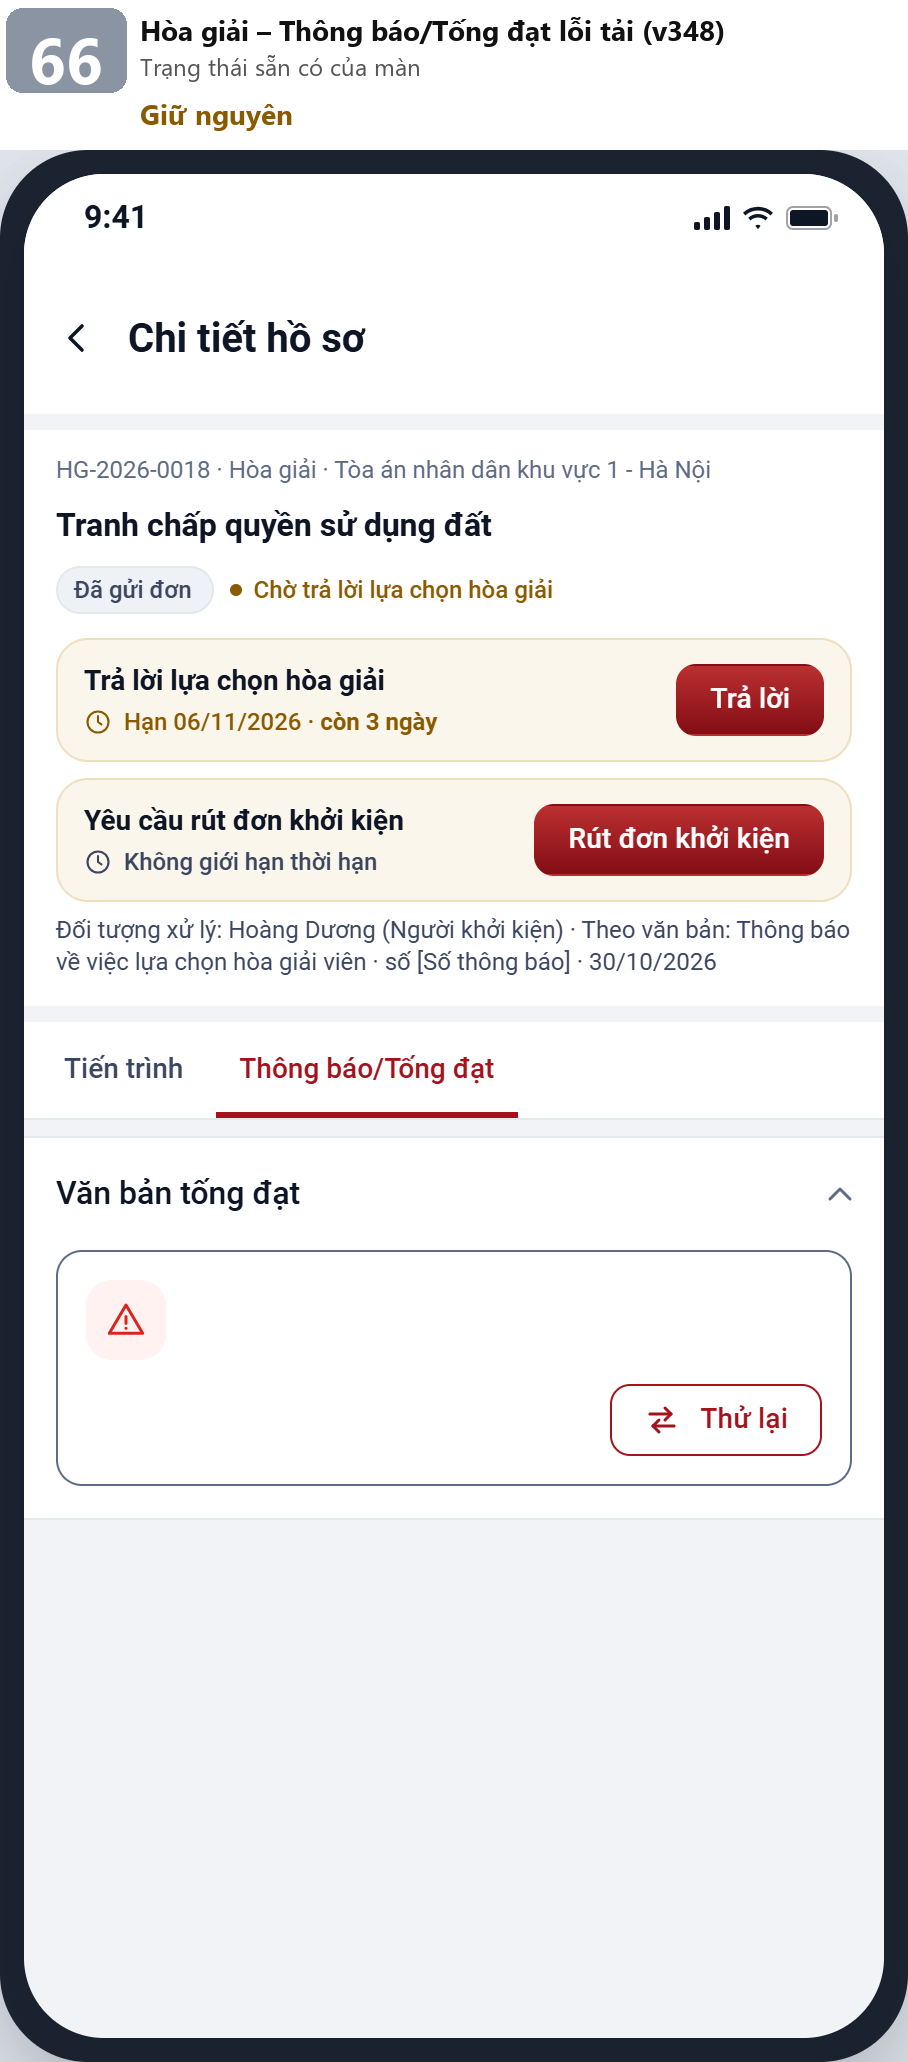 66
Hòa giải – Thông báo/Tống đạt lỗi tải (v348)
Trạng thái sẵn có của màn
Giữ nguyên
9:41
Chi tiết hồ sơ
HG-2026-0018 · Hòa giải · Tòa án nhân dân khu vực 1 - Hà Nội
Tranh chấp quyền sử dụng đất
Đã gửi đơn
Chờ trả lời lựa chọn hòa giải
Trả lời lựa chọn hòa giải
Hạn 06/11/2026 · còn 3 ngày
Trả lời
Yêu cầu rút đơn khởi kiện
Không giới hạn thời hạn
Rút đơn khởi kiện
Đối tượng xử lý: Hoàng Dương (Người khởi kiện) · Theo văn bản: Thông báo
về việc lựa chọn hòa giải viên · số [Số thông báo] · 30/10/2026
Tiến trình
Thông báo/Tống đạt
Văn bản tống đạt
Thử lại